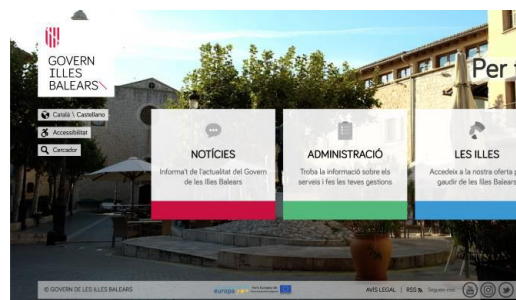 GOVERN
ILLES
BALEARS
Català \ Castellano
Accessibilitat
Cercador
Per
NOTÍCIES
Informa't de l'actualitat del Govern
de les Illes Balears
ADMINISTRACIÓ
Troba la informació sobre els
serveis i fes les teves gestions
LES ILLES
Accedeix a la nostra oferta
gaudir de les Illes Balears
© GOVERN DE LES ILLES BALEARS
europa
AVÍS LEGAL | RSS